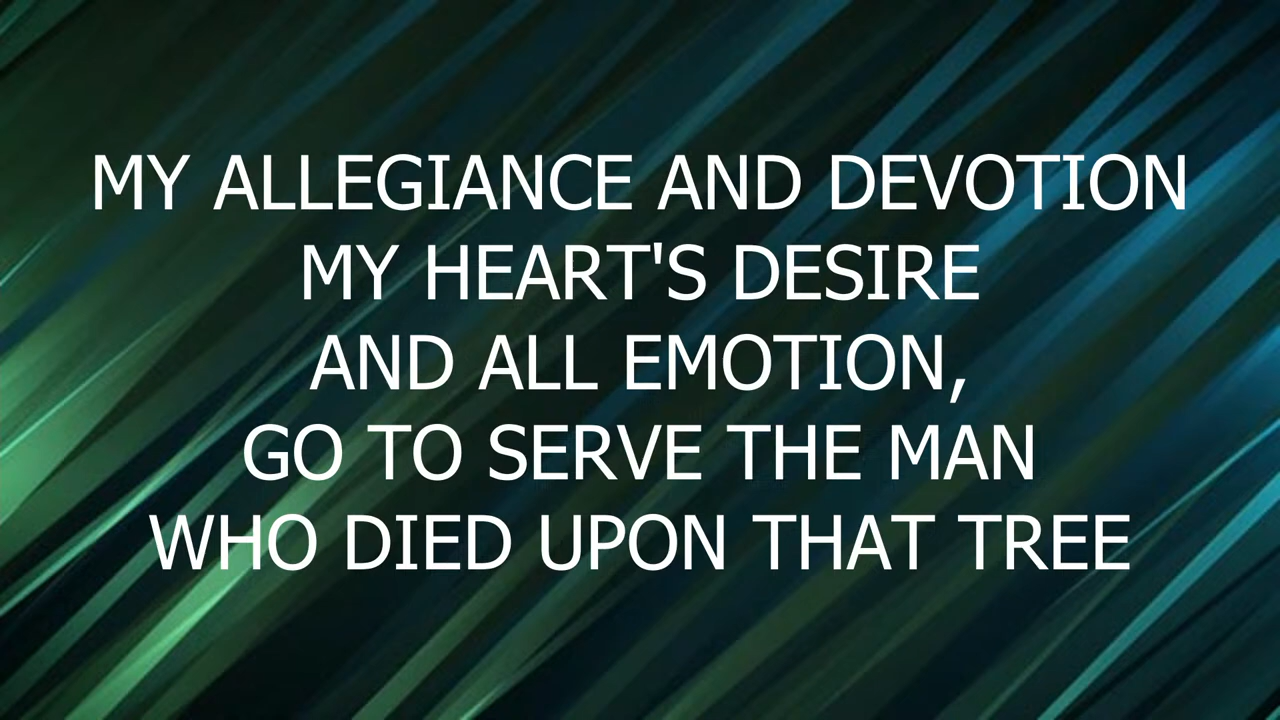 MY ALLEGIANCE AND DEVOTION
MY HEART'S DESIRE
AND ALL EMOTION,
GO TO SERVE THE MAN
WHO DIED UPON THAT TREE